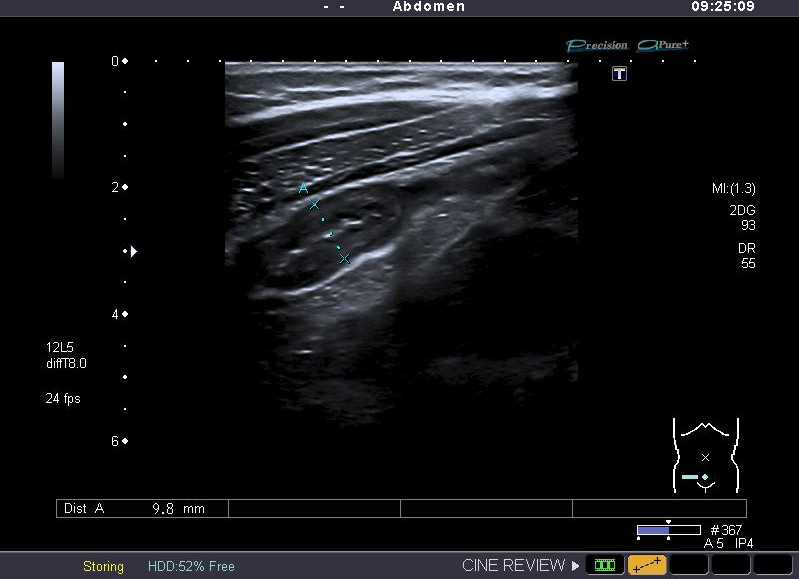 - - Abdomen 09:25:09
Precision APure+
T
0
2
4
6
A
MI:(1.3)
2DG
93
DR
55
12L5
diffT8.0
24 fps
Dist A 9.8 mm
#367
A 5 IP4
Storing HDD:52% Free CINE REVIEW